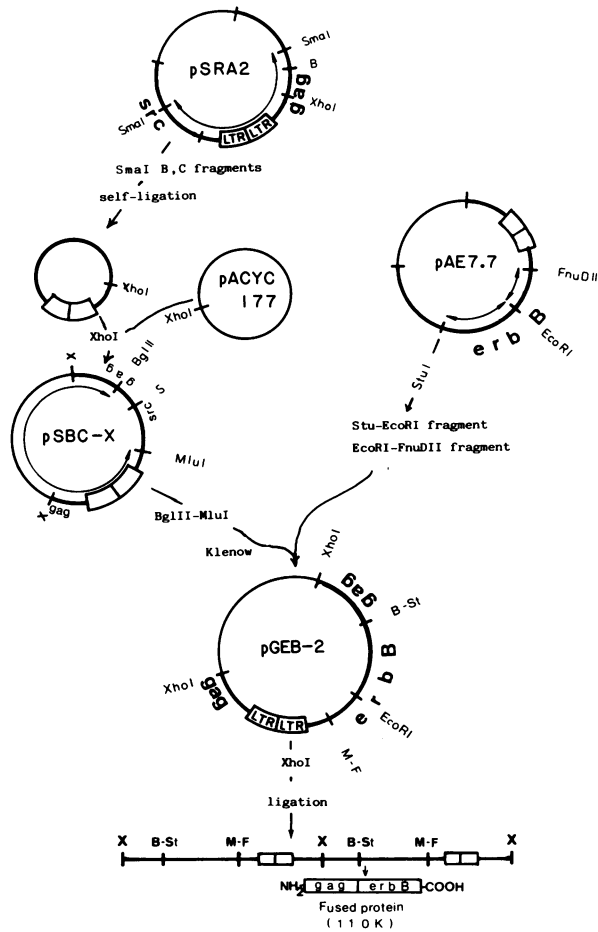 pSRA2
SmaI
B
gag
XhoI
LTR LTR
src
SmaI
SmaI B,C fragments
self-ligation
XhoI
pACYC
177
XhoI
XhoI
pAE7.7
FnuDII
EcoRI
erb B
StuI
Stu-EcoRI fragment
EcoRI-FnuDII fragment
X
gag
BglII
S
src
pSBC-X
MluI
X gag
BglII-MluI
Klenow
XhoI
gag
B-St
pGEB-2
erb B
EcoRI
M-F
LTR LTR
gag
XhoI
XhoI
ligation
X B-St M-F X B-St M-F X
NH2 gag erbB COOH
Fused protein
(110K)